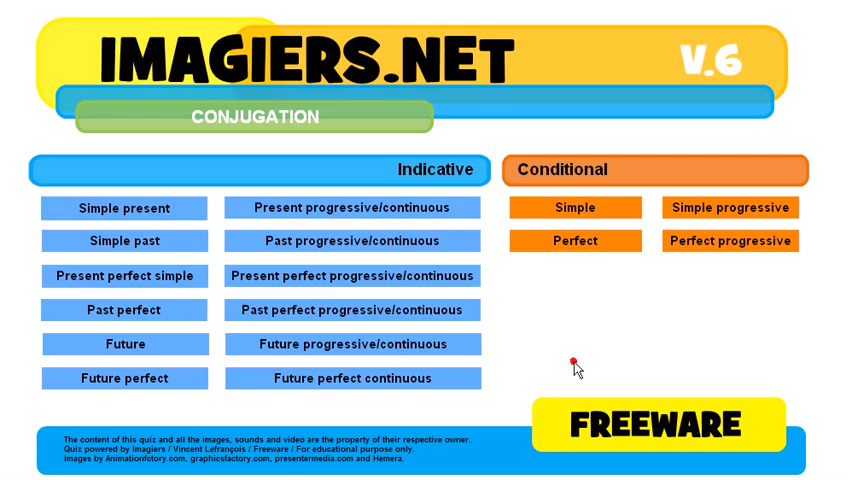 IMAGIERS.NET
V.6
CONJUGATION
Indicative
Conditional
Simple present
Present progressive/continuous
Simple
Simple progressive
Simple past
Past progressive/continuous
Perfect
Perfect progressive
Present perfect simple
Present perfect progressive/continuous
Past perfect
Past perfect progressive/continuous
Future
Future progressive/continuous
Future perfect
Future perfect continuous
FREEWARE
The content of this quiz and all the images, sounds and video are the property of their respective owner.
Quiz powered by Imagiers / Vincent Lefrançois / Freeware / For educational purpose only.
Images by Animationfotory.com, graphicsfactory.com, presentermedia.com and Hemera.